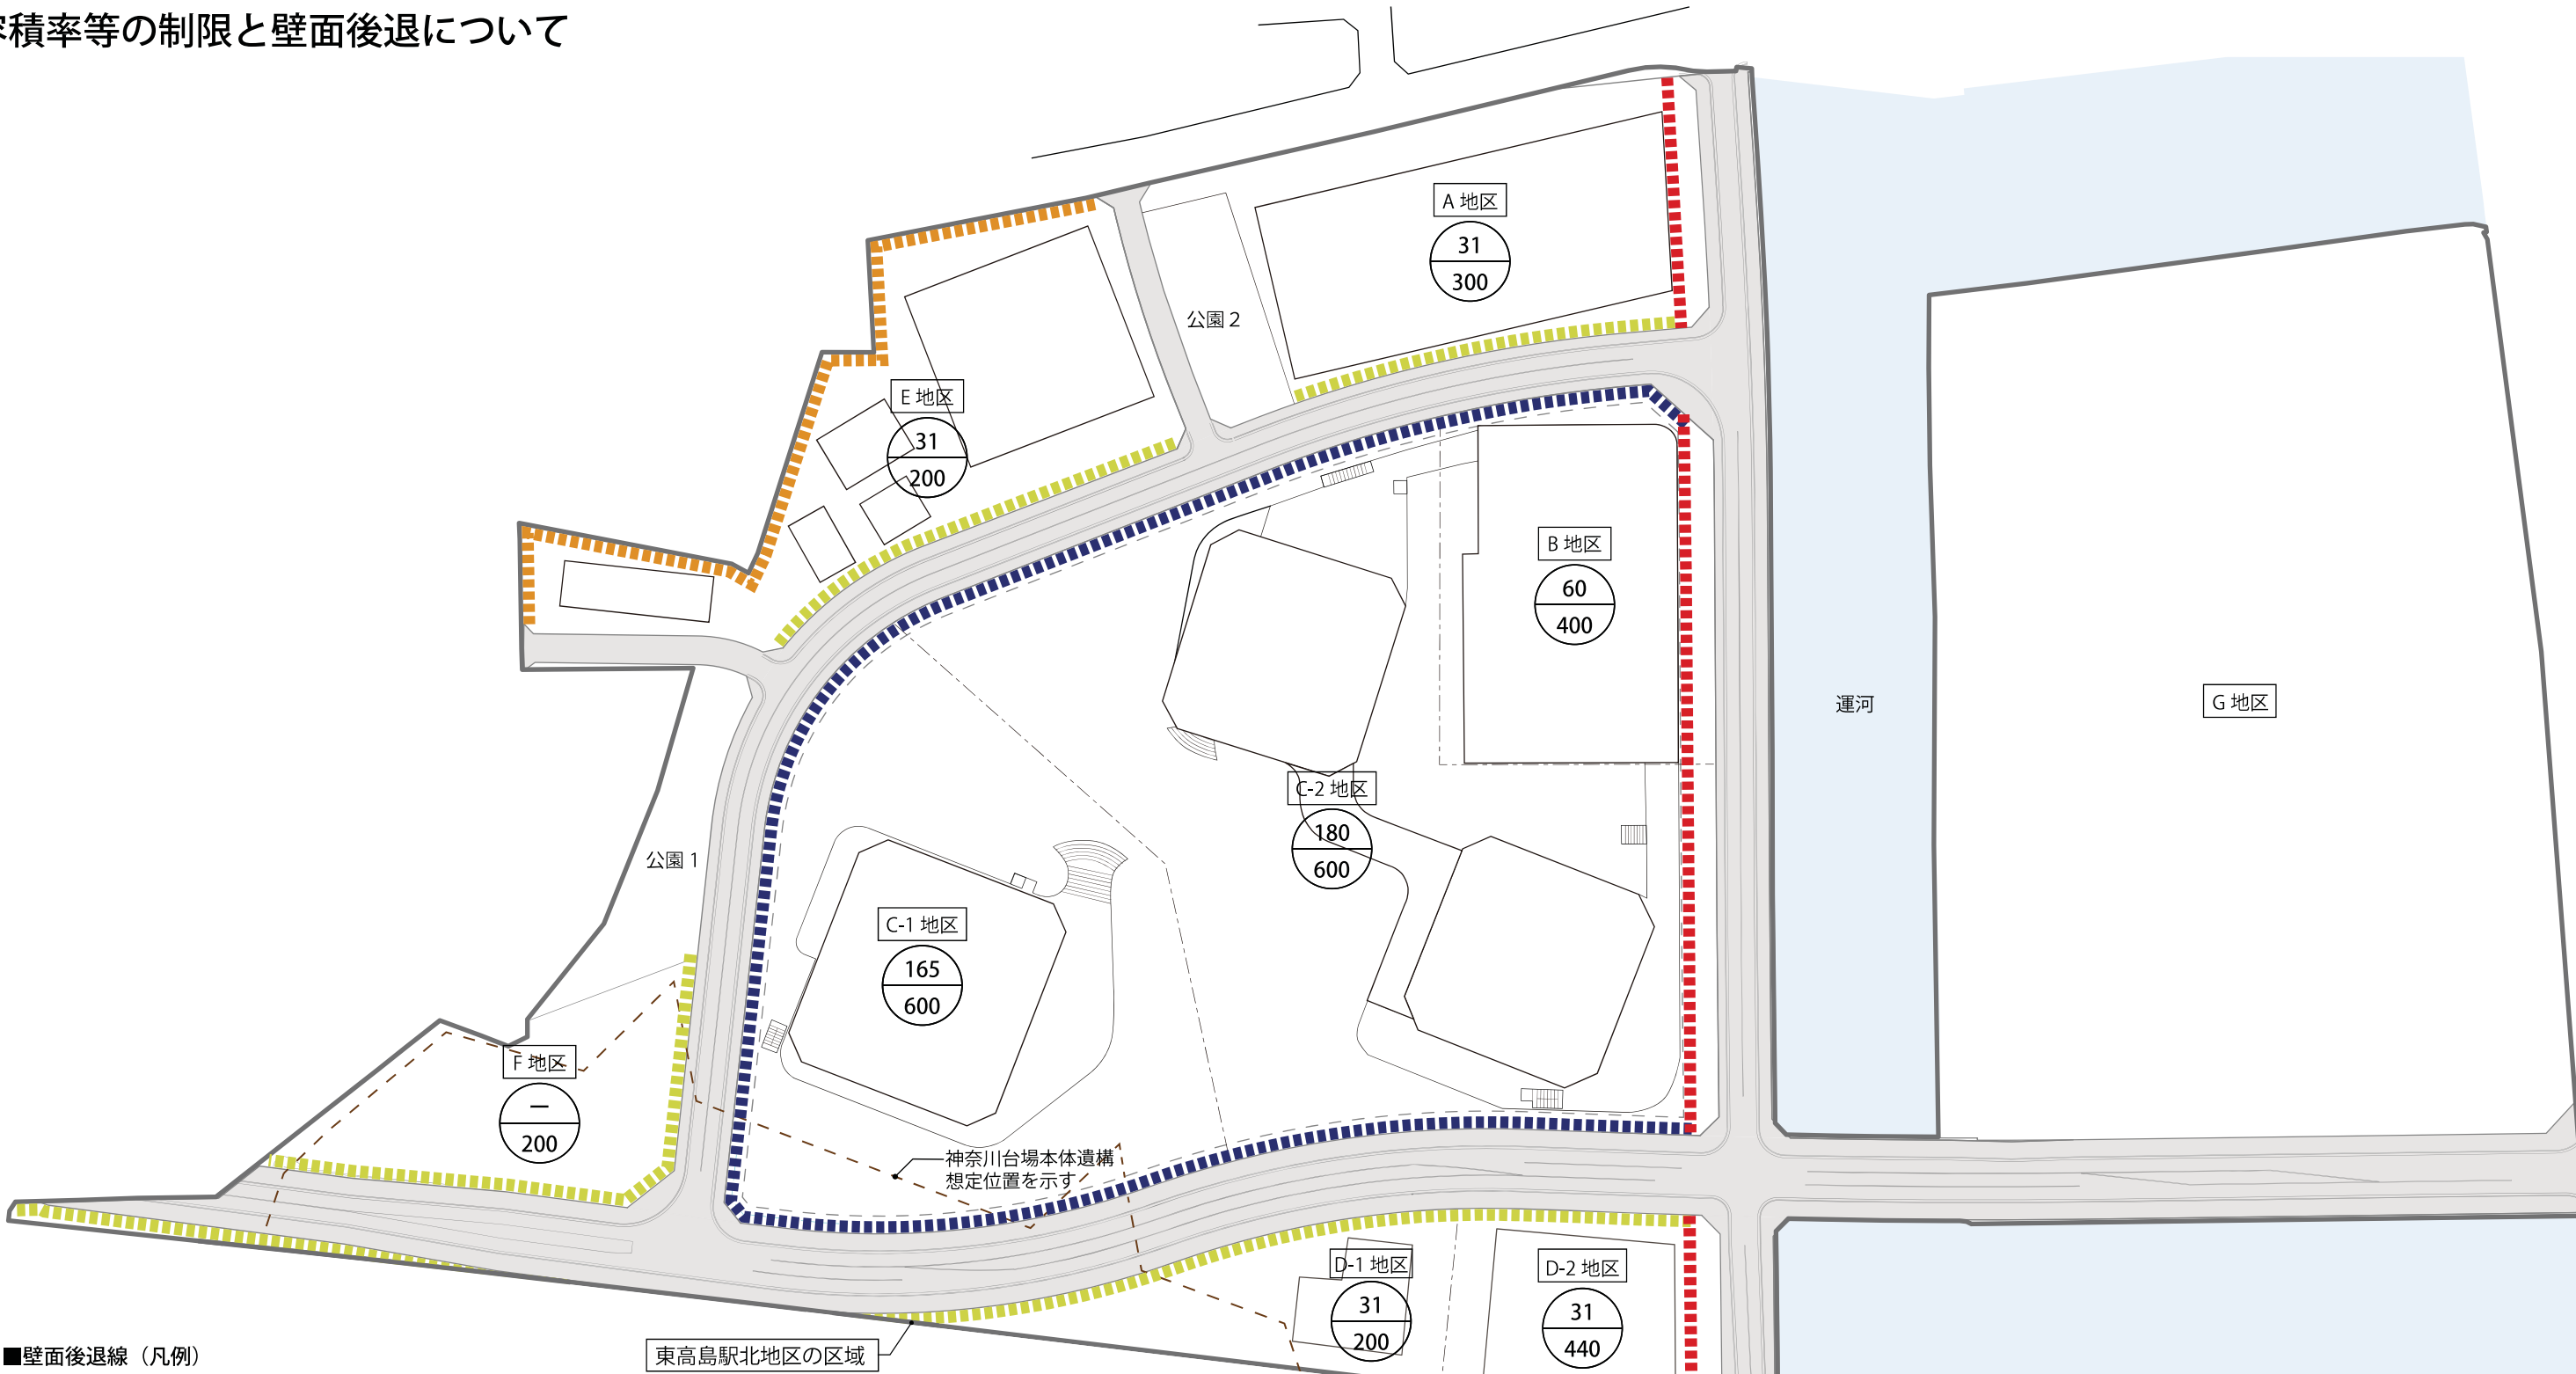 積率等の制限と壁面後退について
A 地区
31
300
公園 2
E 地区
31
200
B 地区
60
400
運河
G 地区
C-2 地区
180
600
公園 1
C-1 地区
165
600
F 地区
—
200
神奈川台場本体遺構
想定位置を示す
D-1 地区
31
200
D-2 地区
31
440
■壁面後退線（凡例）
東高島駅北地区の区域